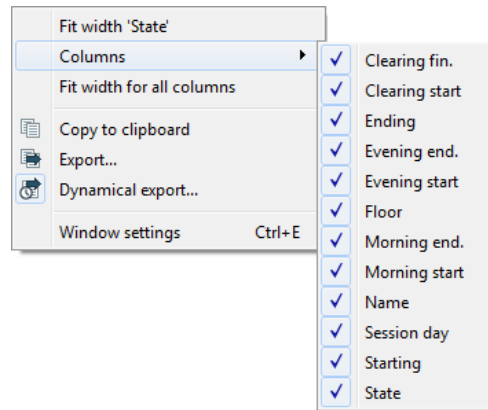 Fit width 'State'
Columns
Fit width for all columns
Copy to clipboard
Export...
Dynamical export...
Window settings Ctrl+E
Clearing fin.
Clearing start
Ending
Evening end.
Evening start
Floor
Morning end.
Morning start
Name
Session day
Starting
State